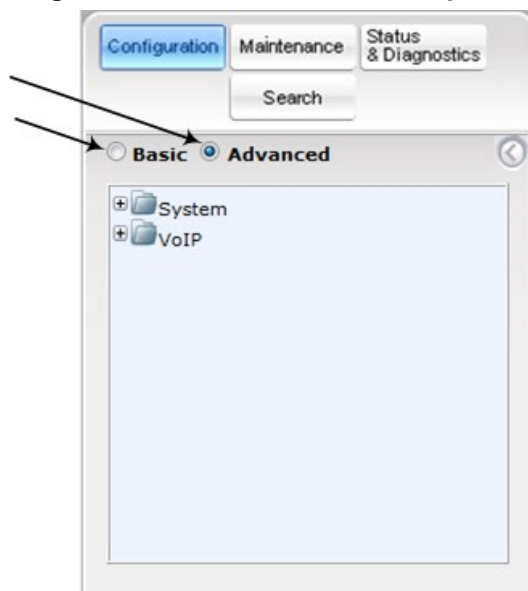 Configuration
Maintenance
Status
& Diagnostics
Search
Basic
Advanced
System
VoIP